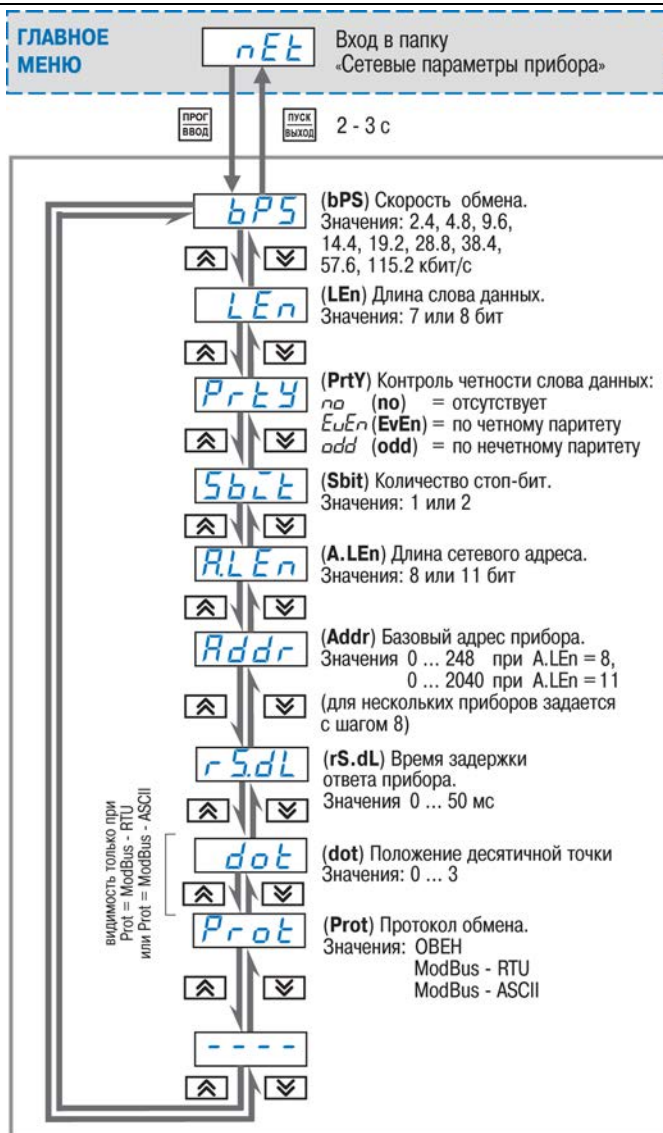 ГЛАВНОЕ
МЕНЮ
nEt
Вход в папку
«Сетевые параметры прибора»
ПРОГ
ВВОД
ПУСК
ВЫХОД
2 - 3 с
bPS
(bPS) Скорость обмена.
Значения: 2.4, 4.8, 9.6,
14.4, 19.2, 28.8, 38.4,
57.6, 115.2 кбит/с
LEn
(LEn) Длина слова данных.
Значения: 7 или 8 бит
PrtY
(PrtY) Контроль четности слова данных:
no (no) = отсутствует
EvEn (EvEn) = по четному паритету
odd (odd) = по нечетному паритету
Sbit
(Sbit) Количество стоп-бит.
Значения: 1 или 2
A.LEn
(A.LEn) Длина сетевого адреса.
Значения: 8 или 11 бит
Addr
(Addr) Базовый адрес прибора.
Значения 0 ... 248 при A.LEn = 8,
0 ... 2040 при A.LEn = 11
(для нескольких приборов задается
с шагом 8)
rS.dL
(rS.dL) Время задержки
ответа прибора.
Значения 0 ... 50 мс
видимость только при
Prot = ModBus - RTU
или Prot = ModBus - ASCII
dot
(dot) Положение десятичной точки
Значения: 0 ... 3
Prot
(Prot) Протокол обмена.
Значения: ОВЕН
ModBus - RTU
ModBus - ASCII
- - - -